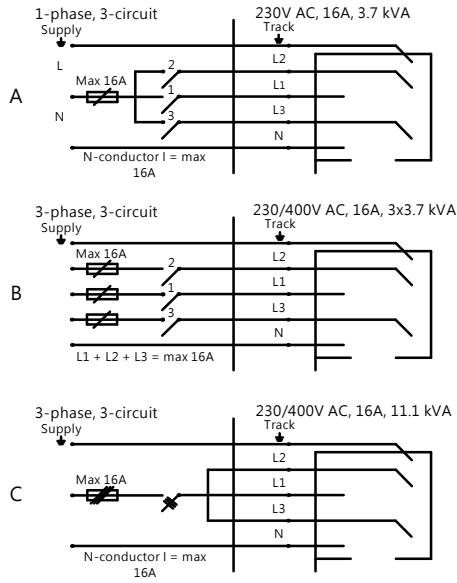 1-phase, 3-circuit 230V AC, 16A, 3.7 kVA
Supply Track
L 2 L2
Max 16A
A 1 L1
N 3 L3
N
N-conductor I = max
16A
3-phase, 3-circuit 230/400V AC, 16A, 3x3.7 kVA
Supply Track
Max 16A 2 L2
B 1 L1
3 L3
N
L1 + L2 + L3 = max 16A
3-phase, 3-circuit 230/400V AC, 16A, 11.1 kVA
Supply Track
L2
Max 16A
C L1
L3
N
N-conductor I = max
16A